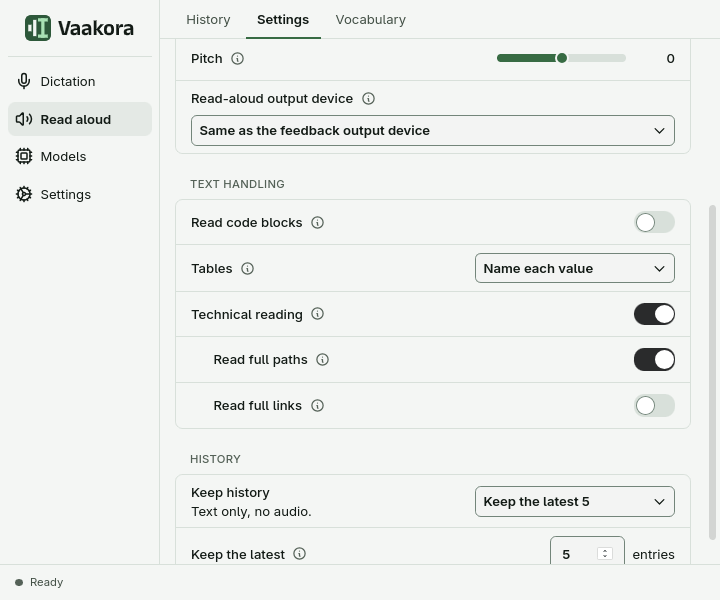 Vaakora
Dictation
Read aloud
Models
Settings
History Settings Vocabulary
Pitch 0
Read-aloud output device
Same as the feedback output device
TEXT HANDLING
Read code blocks
Tables Name each value
Technical reading
Read full paths
Read full links
HISTORY
Keep history Keep the latest 5
Text only, no audio.
Keep the latest 5 entries
Ready